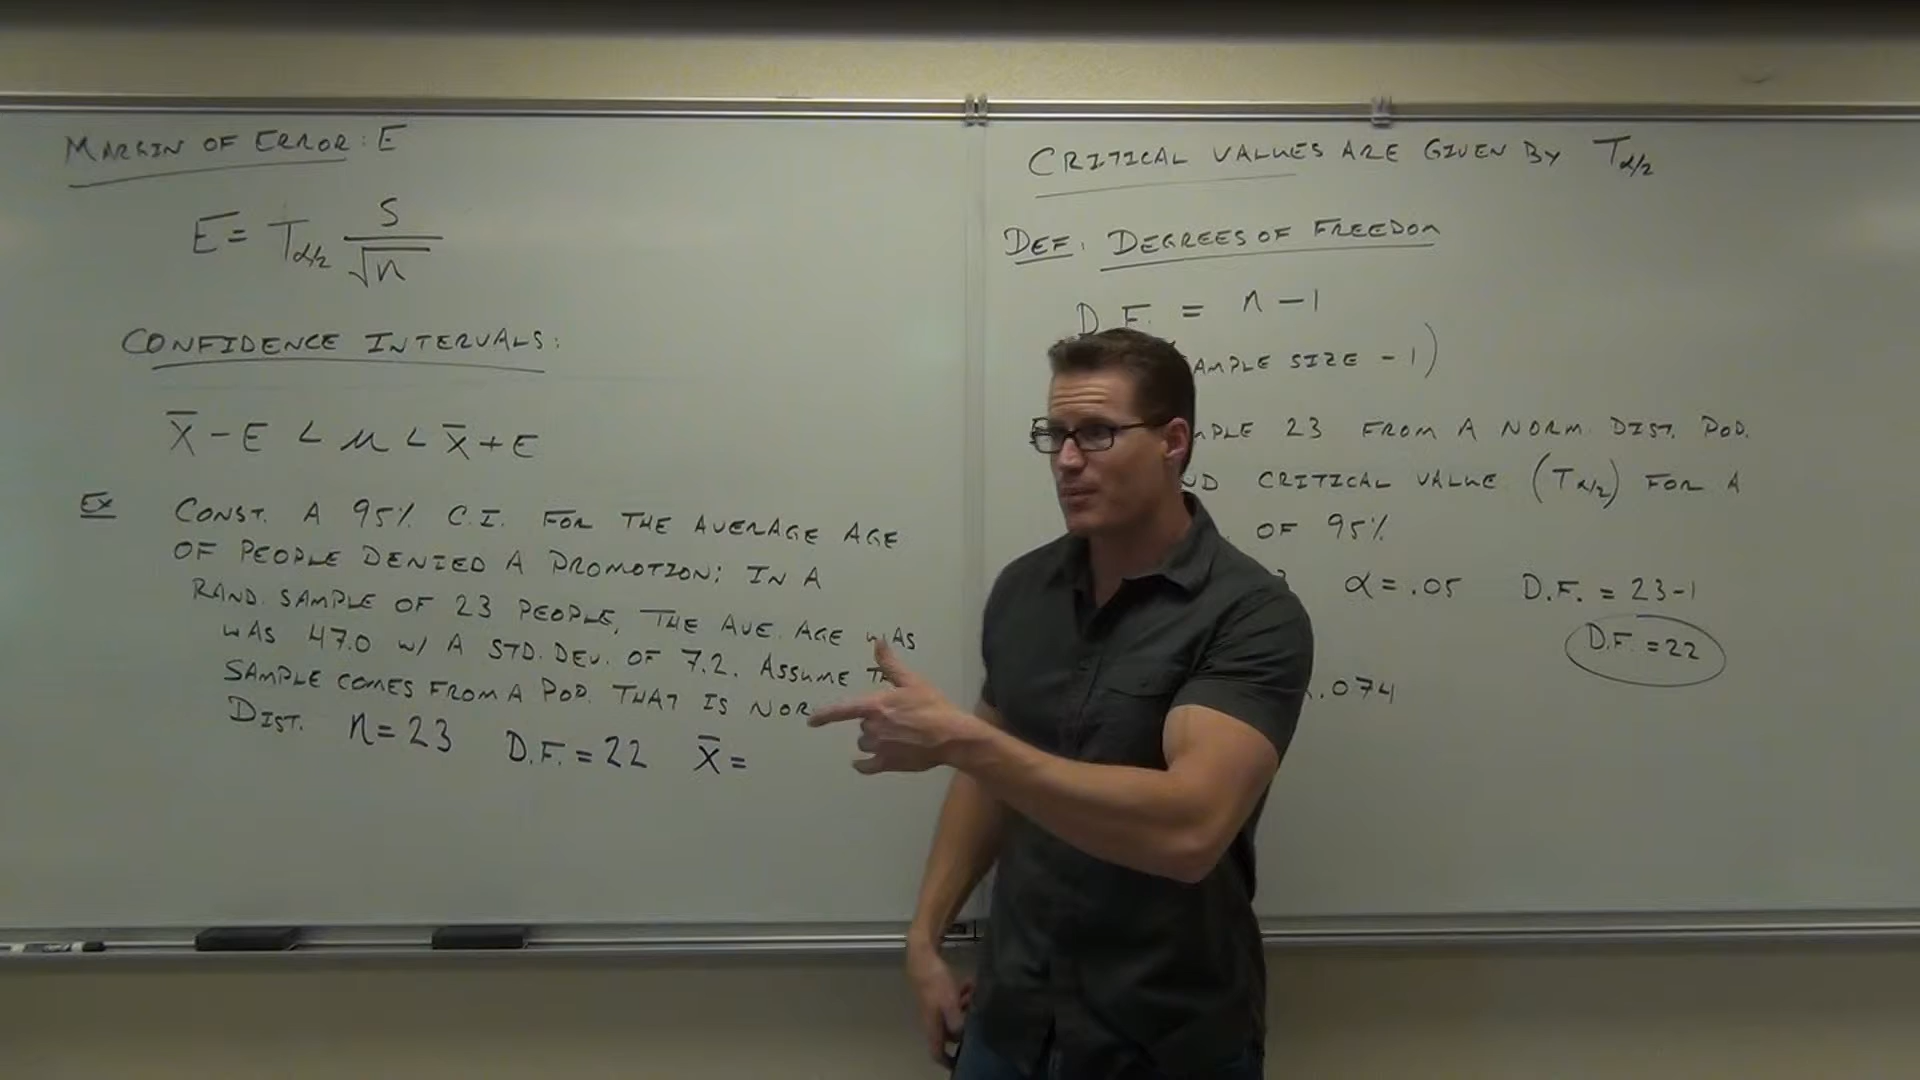 MARGIN OF ERROR: E
E = Tα/2 s/√n
CONFIDENCE INTERVALS:
x̄ - E < μ < x̄ + E
EX CONST. A 95% C.I. FOR THE AVERAGE AGE
OF PEOPLE DENIED A PROMOTION; IN A
RAND. SAMPLE OF 23 PEOPLE, THE AVE. AGE WAS
WAS 47.0 W/ A STD. DEV. OF 7.2. ASSUME
SAMPLE COMES FROM A POP. THAT IS
DIST. n = 23 D.F. = 22 x̄ =
CRITICAL VALUES ARE GIVEN BY Tα/2
DEF: DEGREES OF FREEDOM
D.F. = n - 1
SIZE - 1)
23 FROM A NORM. DIST. POP.
CRITICAL VALUE (Tα/2) FOR A
OF 95%
α = .05 D.F. = 23-1
D.F. = 22
.074